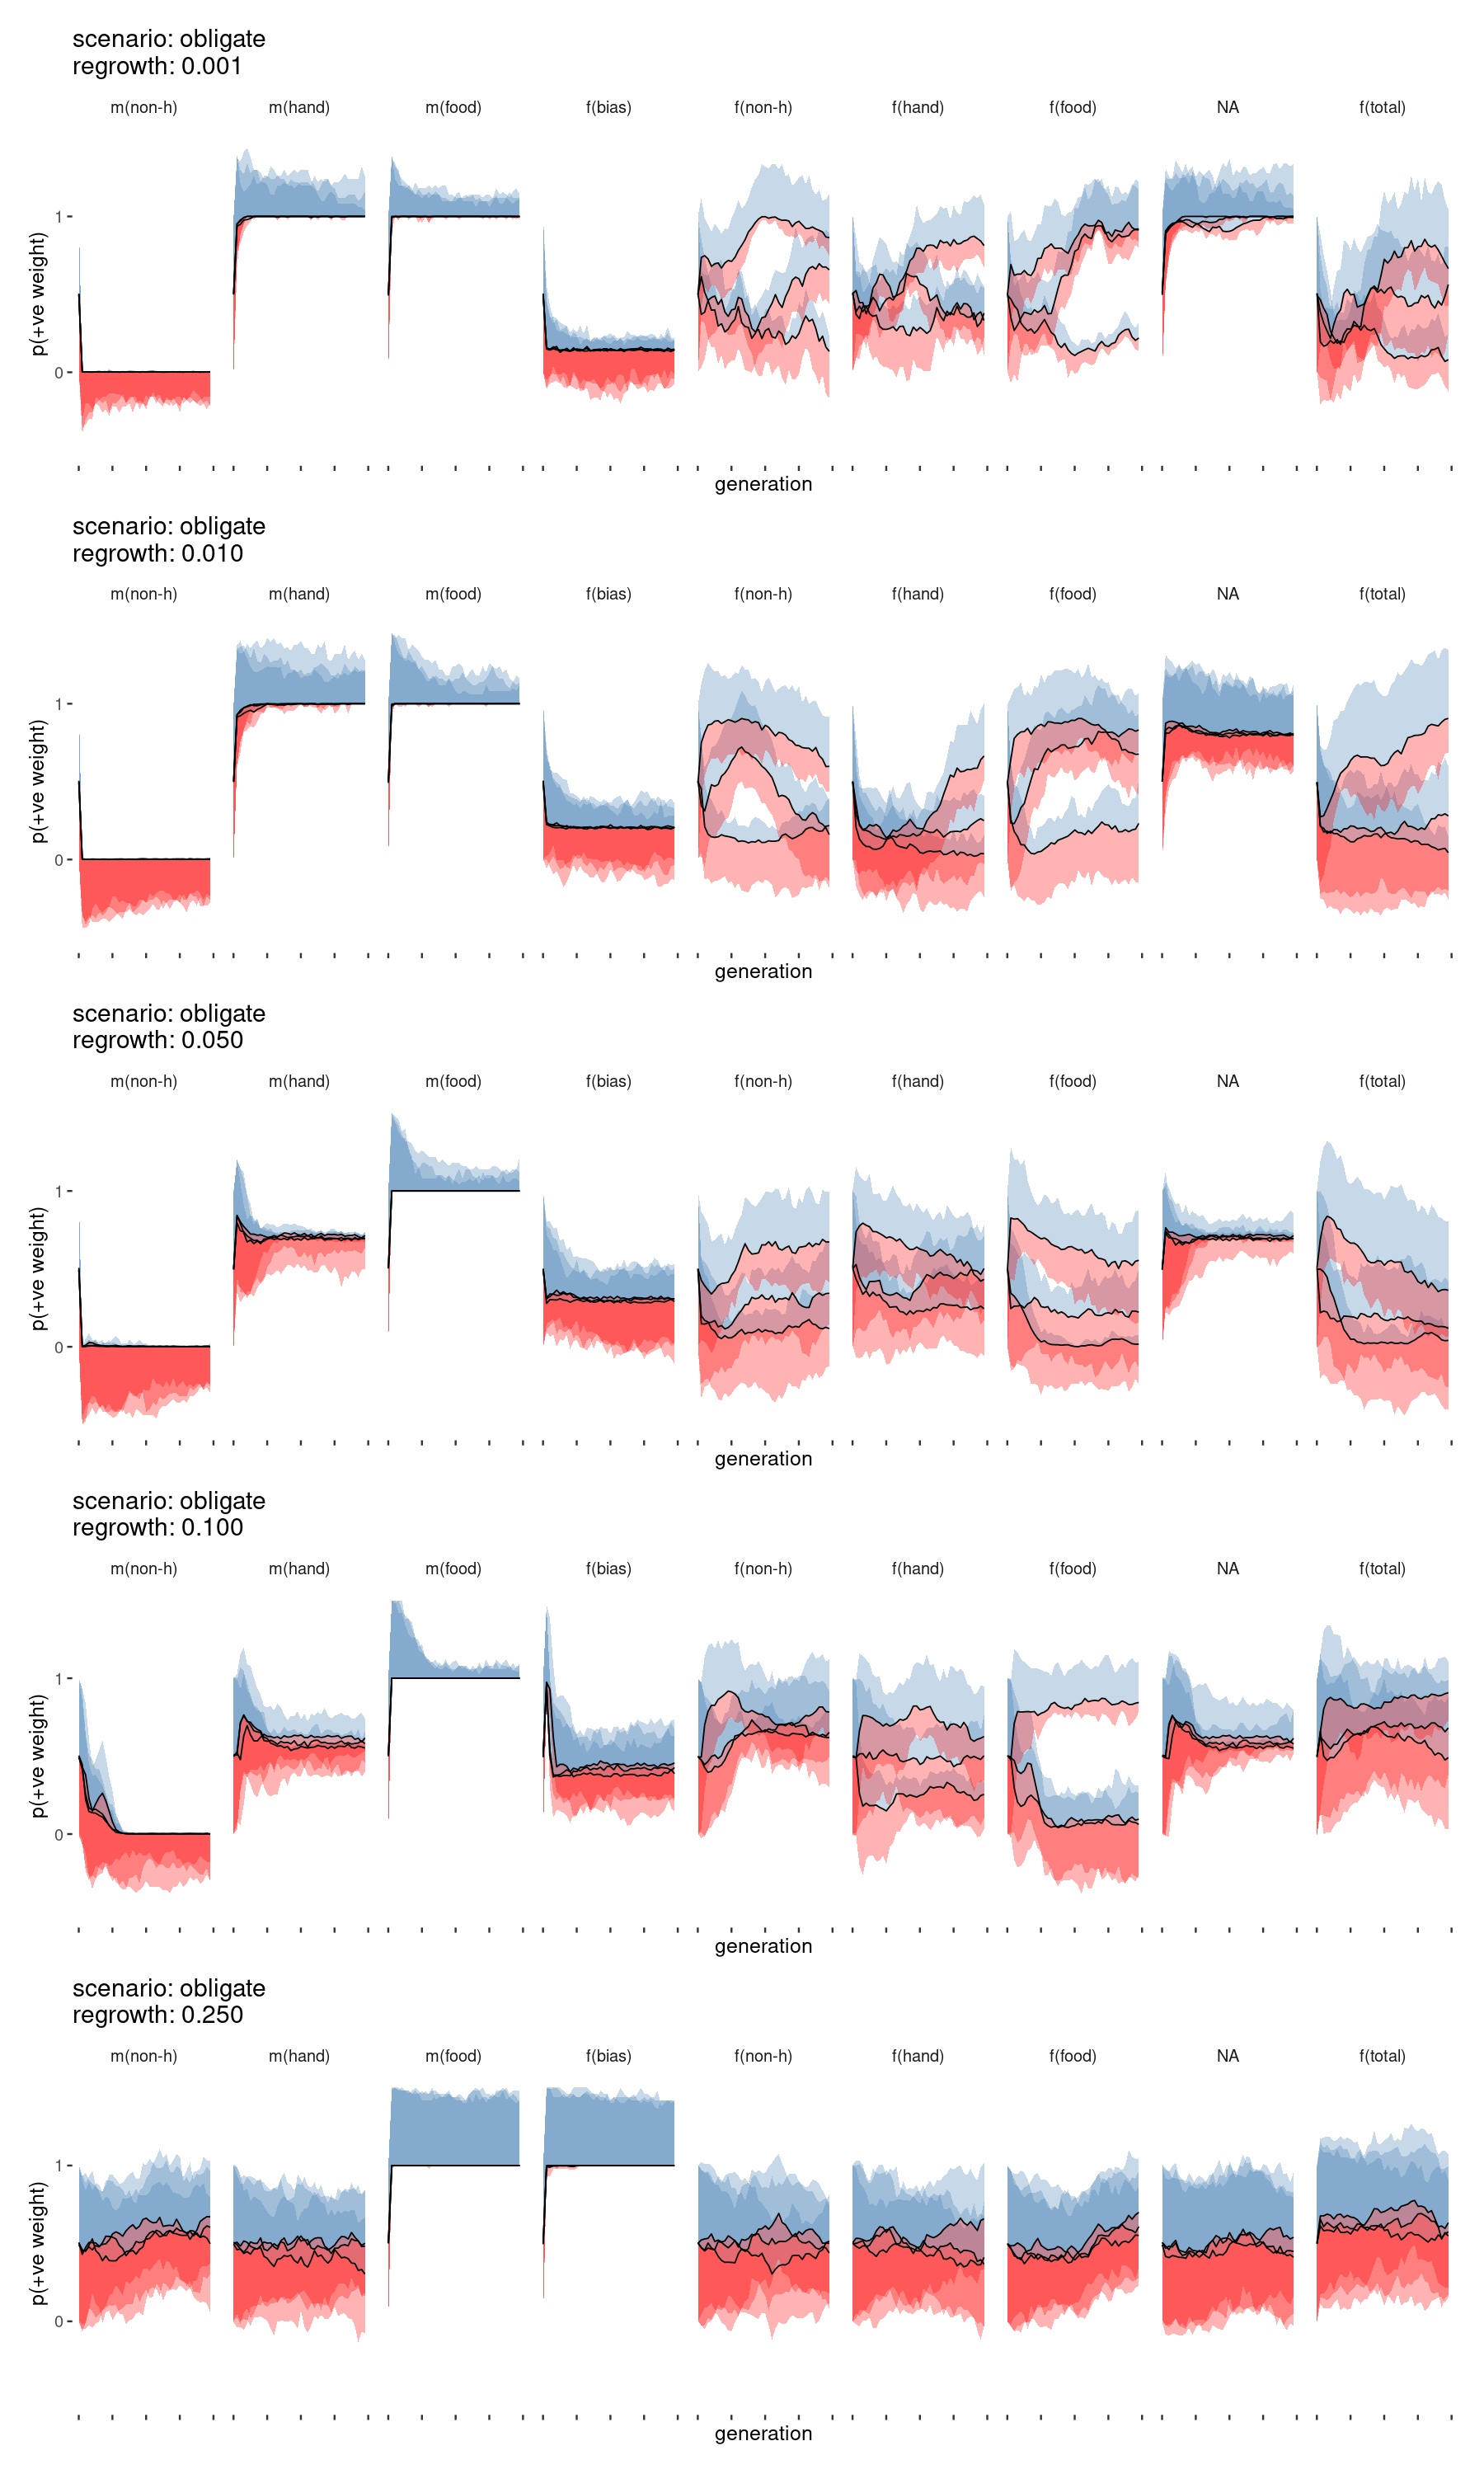 scenario: obligate
regrowth: 0.001
m(non-h) m(hand) m(food) f(bias) f(non-h) f(hand) f(food) NA f(total)
p(+ve weight)
1
0
generation
scenario: obligate
regrowth: 0.010
m(non-h) m(hand) m(food) f(bias) f(non-h) f(hand) f(food) NA f(total)
p(+ve weight)
1
0
generation
scenario: obligate
regrowth: 0.050
m(non-h) m(hand) m(food) f(bias) f(non-h) f(hand) f(food) NA f(total)
p(+ve weight)
1
0
generation
scenario: obligate
regrowth: 0.100
m(non-h) m(hand) m(food) f(bias) f(non-h) f(hand) f(food) NA f(total)
p(+ve weight)
1
0
generation
scenario: obligate
regrowth: 0.250
m(non-h) m(hand) m(food) f(bias) f(non-h) f(hand) f(food) NA f(total)
p(+ve weight)
1
0
generation